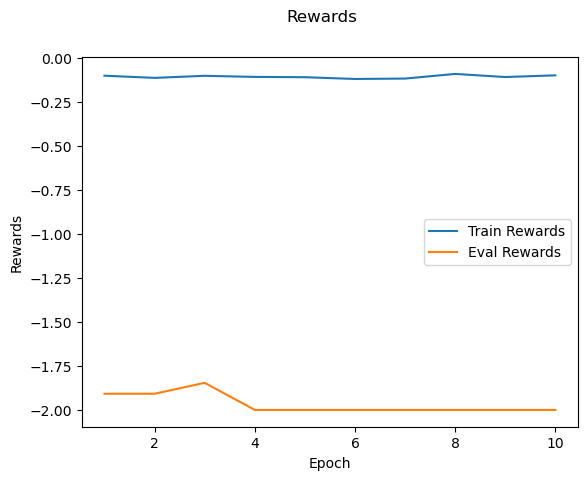 Rewards
0.00
−0.25
−0.50
−0.75
−1.00
−1.25
−1.50
−1.75
−2.00
Rewards
Train Rewards
Eval Rewards
2 4 6 8 10
Epoch